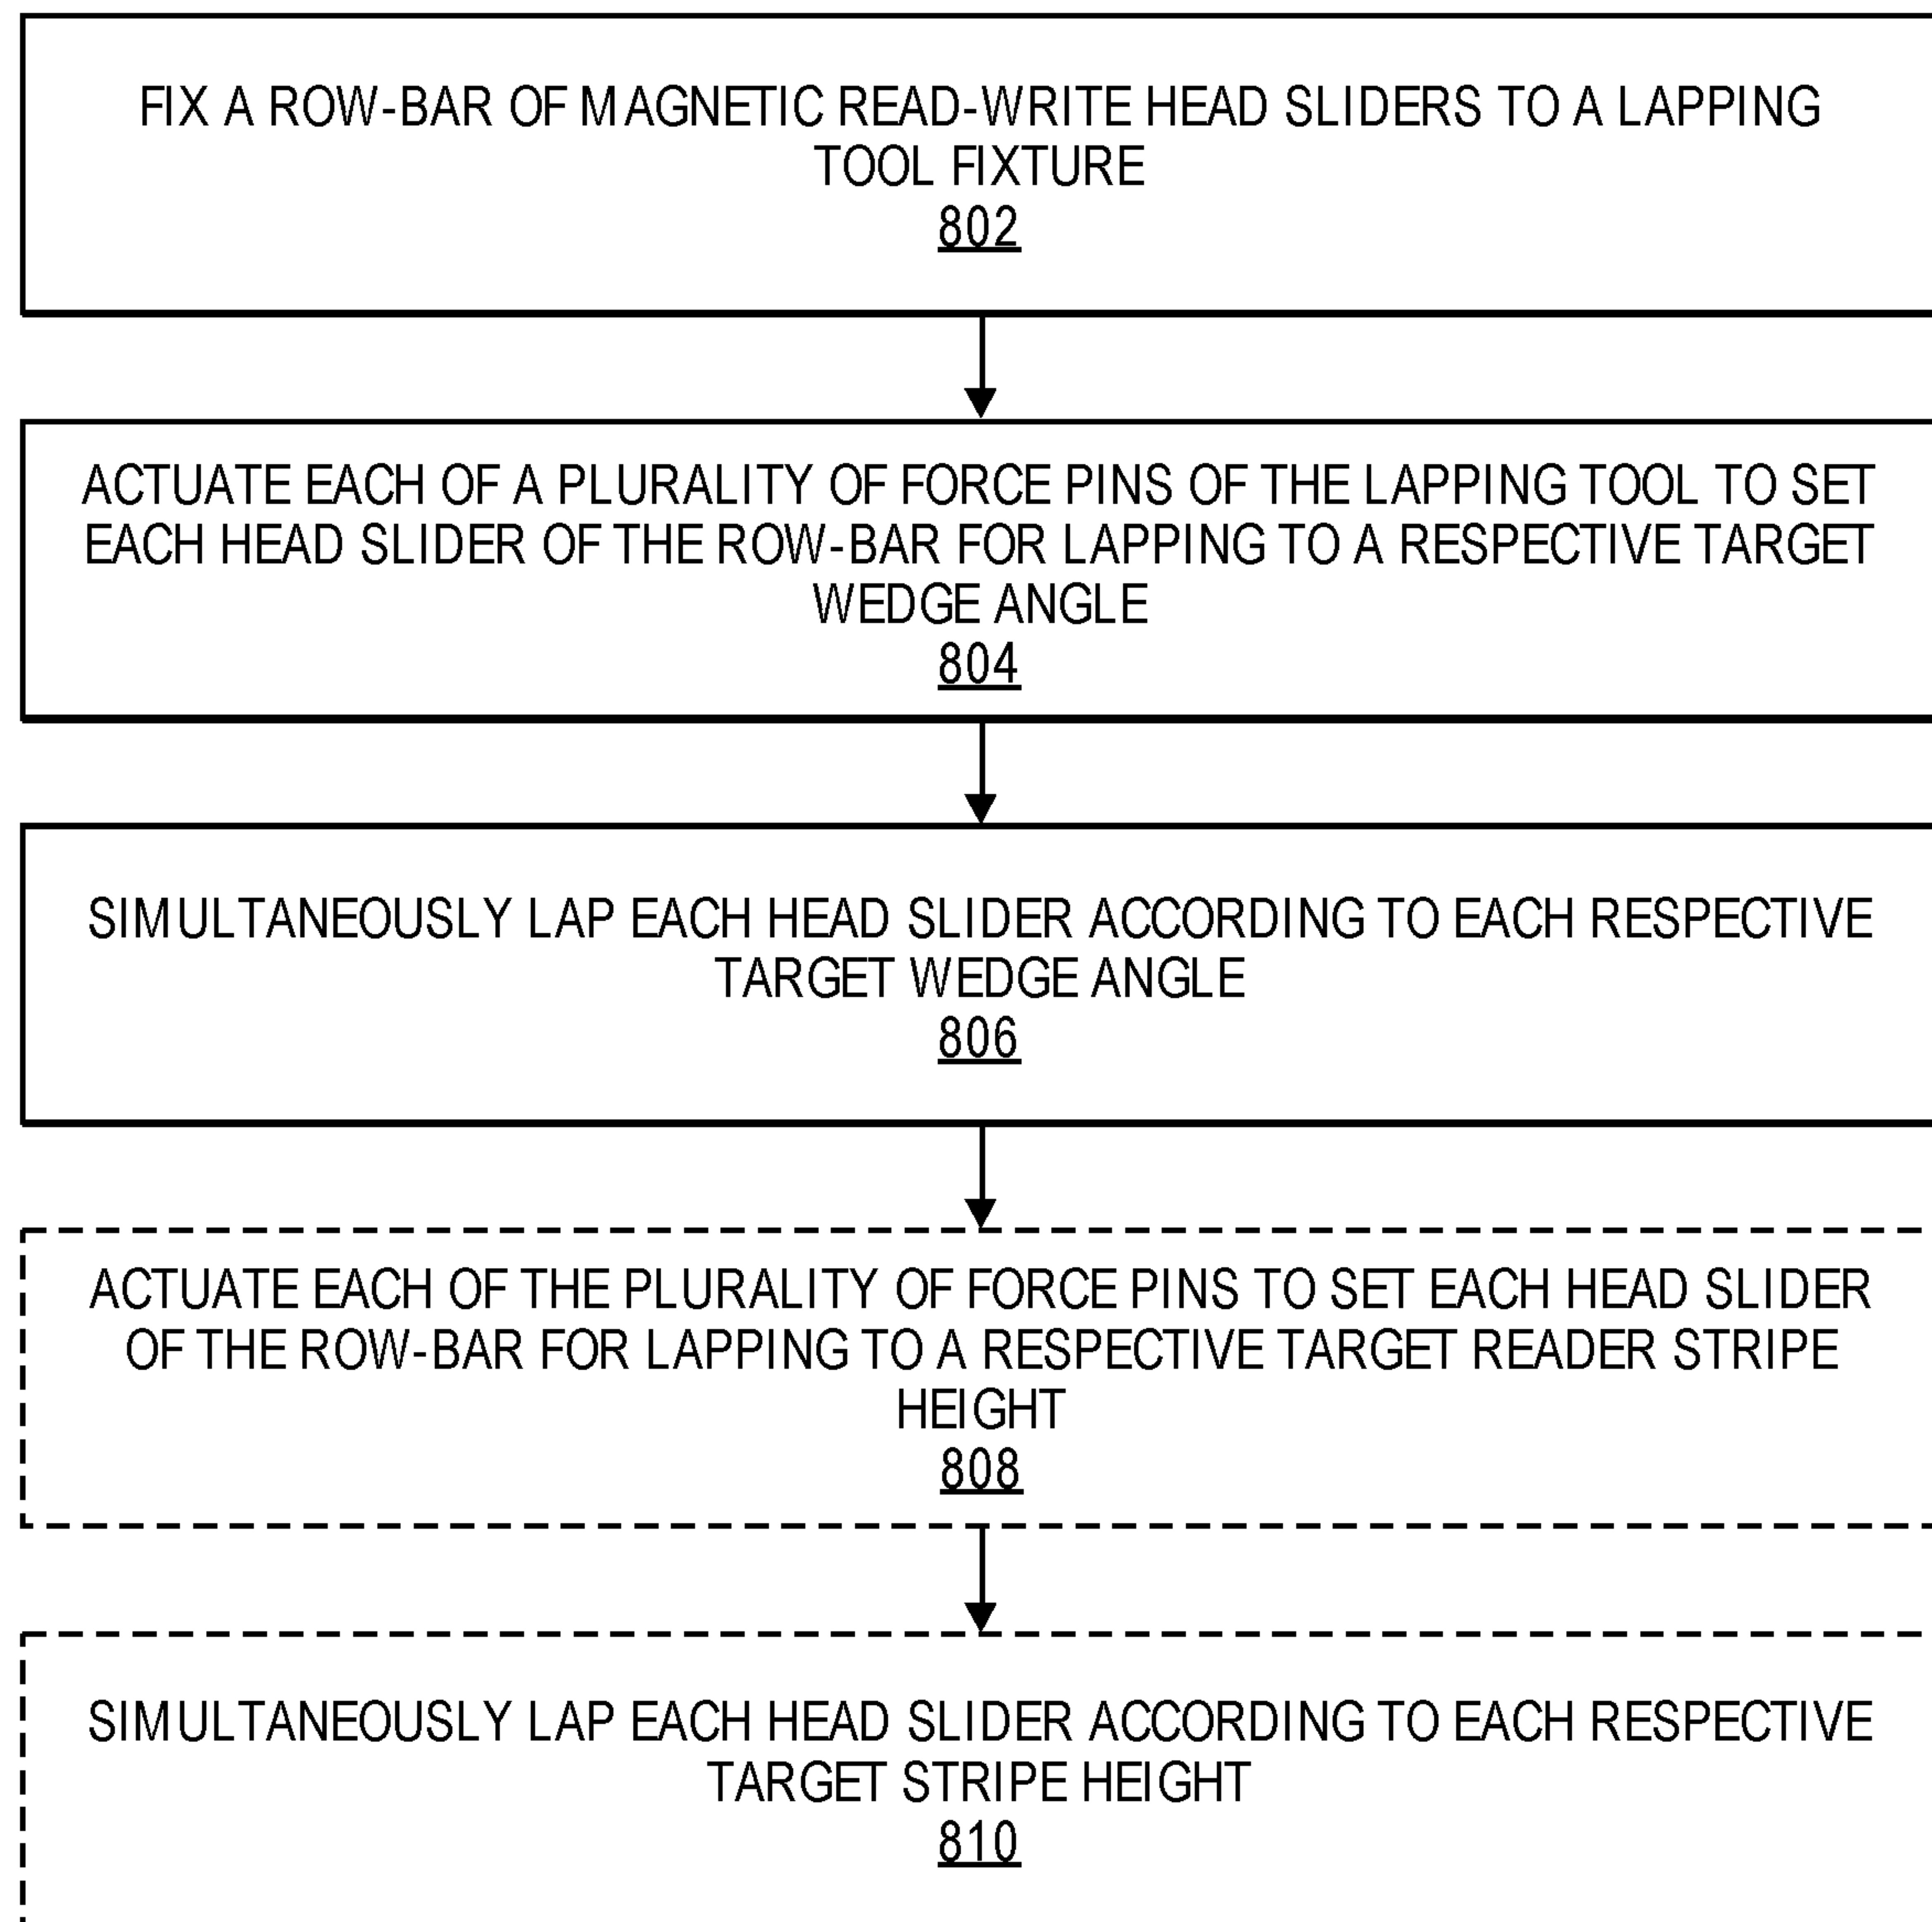 FIX A ROW-BAR OF MAGNETIC READ-WRITE HEAD SLIDERS TO A LAPPING
TOOL FIXTURE
802
ACTUATE EACH OF A PLURALITY OF FORCE PINS OF THE LAPPING TOOL TO SET
EACH HEAD SLIDER OF THE ROW-BAR FOR LAPPING TO A RESPECTIVE TARGET
WEDGE ANGLE
804
SIMULTANEOUSLY LAP EACH HEAD SLIDER ACCORDING TO EACH RESPECTIVE
TARGET WEDGE ANGLE
806
ACTUATE EACH OF THE PLURALITY OF FORCE PINS TO SET EACH HEAD SLIDER
OF THE ROW-BAR FOR LAPPING TO A RESPECTIVE TARGET READER STRIPE
HEIGHT
808
SIMULTANEOUSLY LAP EACH HEAD SLIDER ACCORDING TO EACH RESPECTIVE
TARGET STRIPE HEIGHT
810